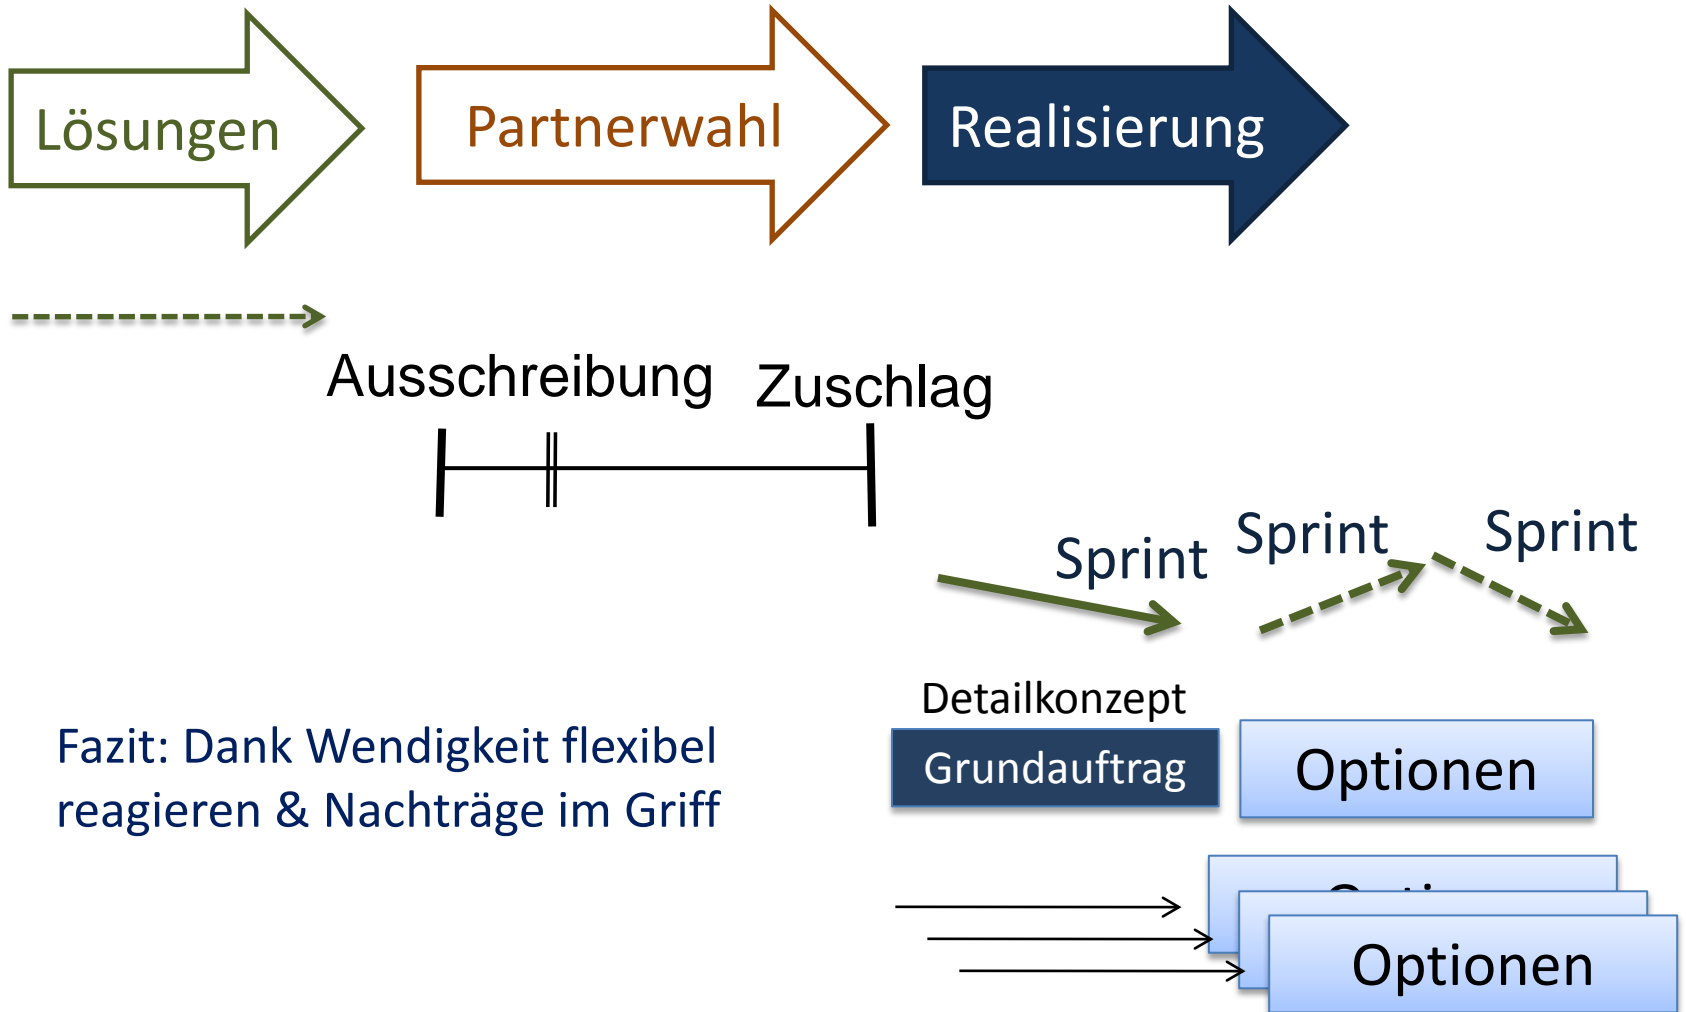 Lösungen
Partnerwahl
Realisierung
Ausschreibung
Zuschlag
Sprint
Sprint
Sprint
Detailkonzept
Grundauftrag
Optionen
Fazit: Dank Wendigkeit flexibel
reagieren & Nachträge im Griff
Optionen